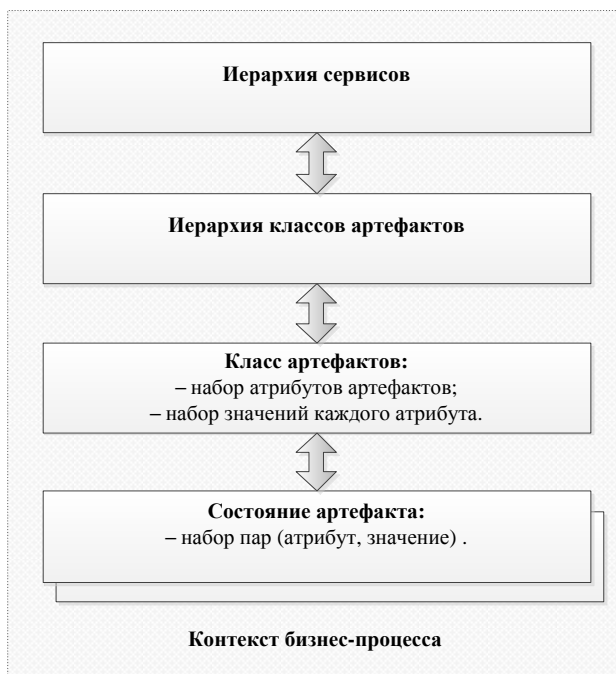 Иерархия сервисов
Иерархия классов артефактов
Класс артефактов:
– набор атрибутов артефактов;
– набор значений каждого атрибута.
Состояние артефакта:
– набор пар (атрибут, значение) .
Контекст бизнес-процесса